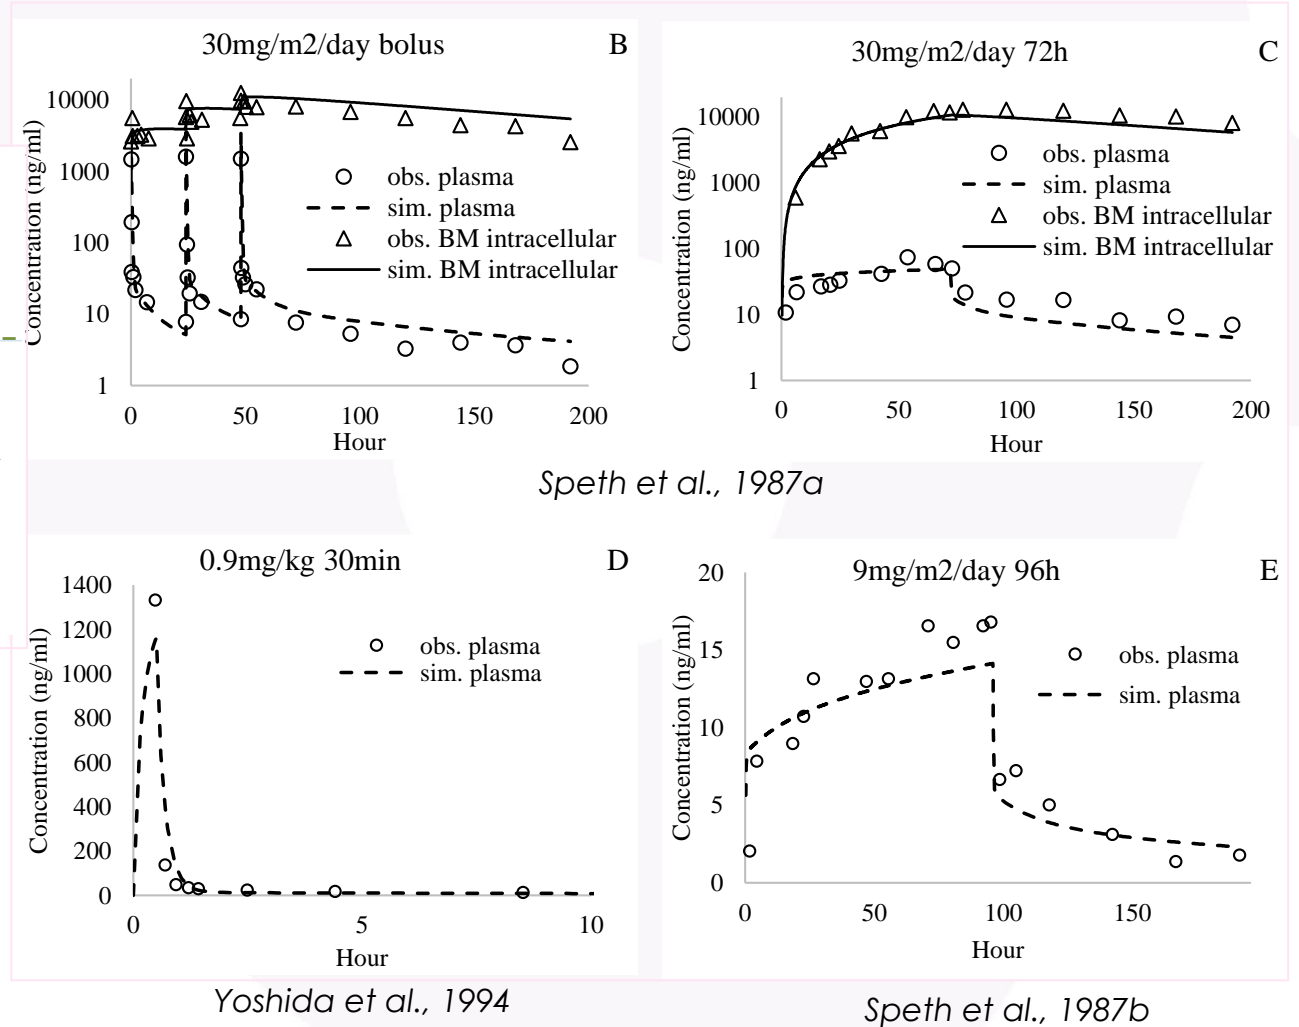 30mg/m2/day bolus
B
10000
1000
100
10
1
Concentration (ng/ml)
obs. plasma
sim. plasma
obs. BM intracellular
sim. BM intracellular
0
50
100
150
200
Hour
30mg/m2/day 72h
C
10000
1000
100
10
1
Concentration (ng/ml)
obs. plasma
sim. plasma
obs. BM intracellular
sim. BM intracellular
0
50
100
150
200
Hour
Speth et al., 1987a
0.9mg/kg 30min
D
1400
1200
1000
800
600
400
200
0
Concentration (ng/ml)
obs. plasma
sim. plasma
0
5
10
Hour
9mg/m2/day 96h
E
20
15
10
5
0
Concentration (ng/ml)
obs. plasma
sim. plasma
0
50
100
150
Hour
Yoshida et al., 1994
Speth et al., 1987b